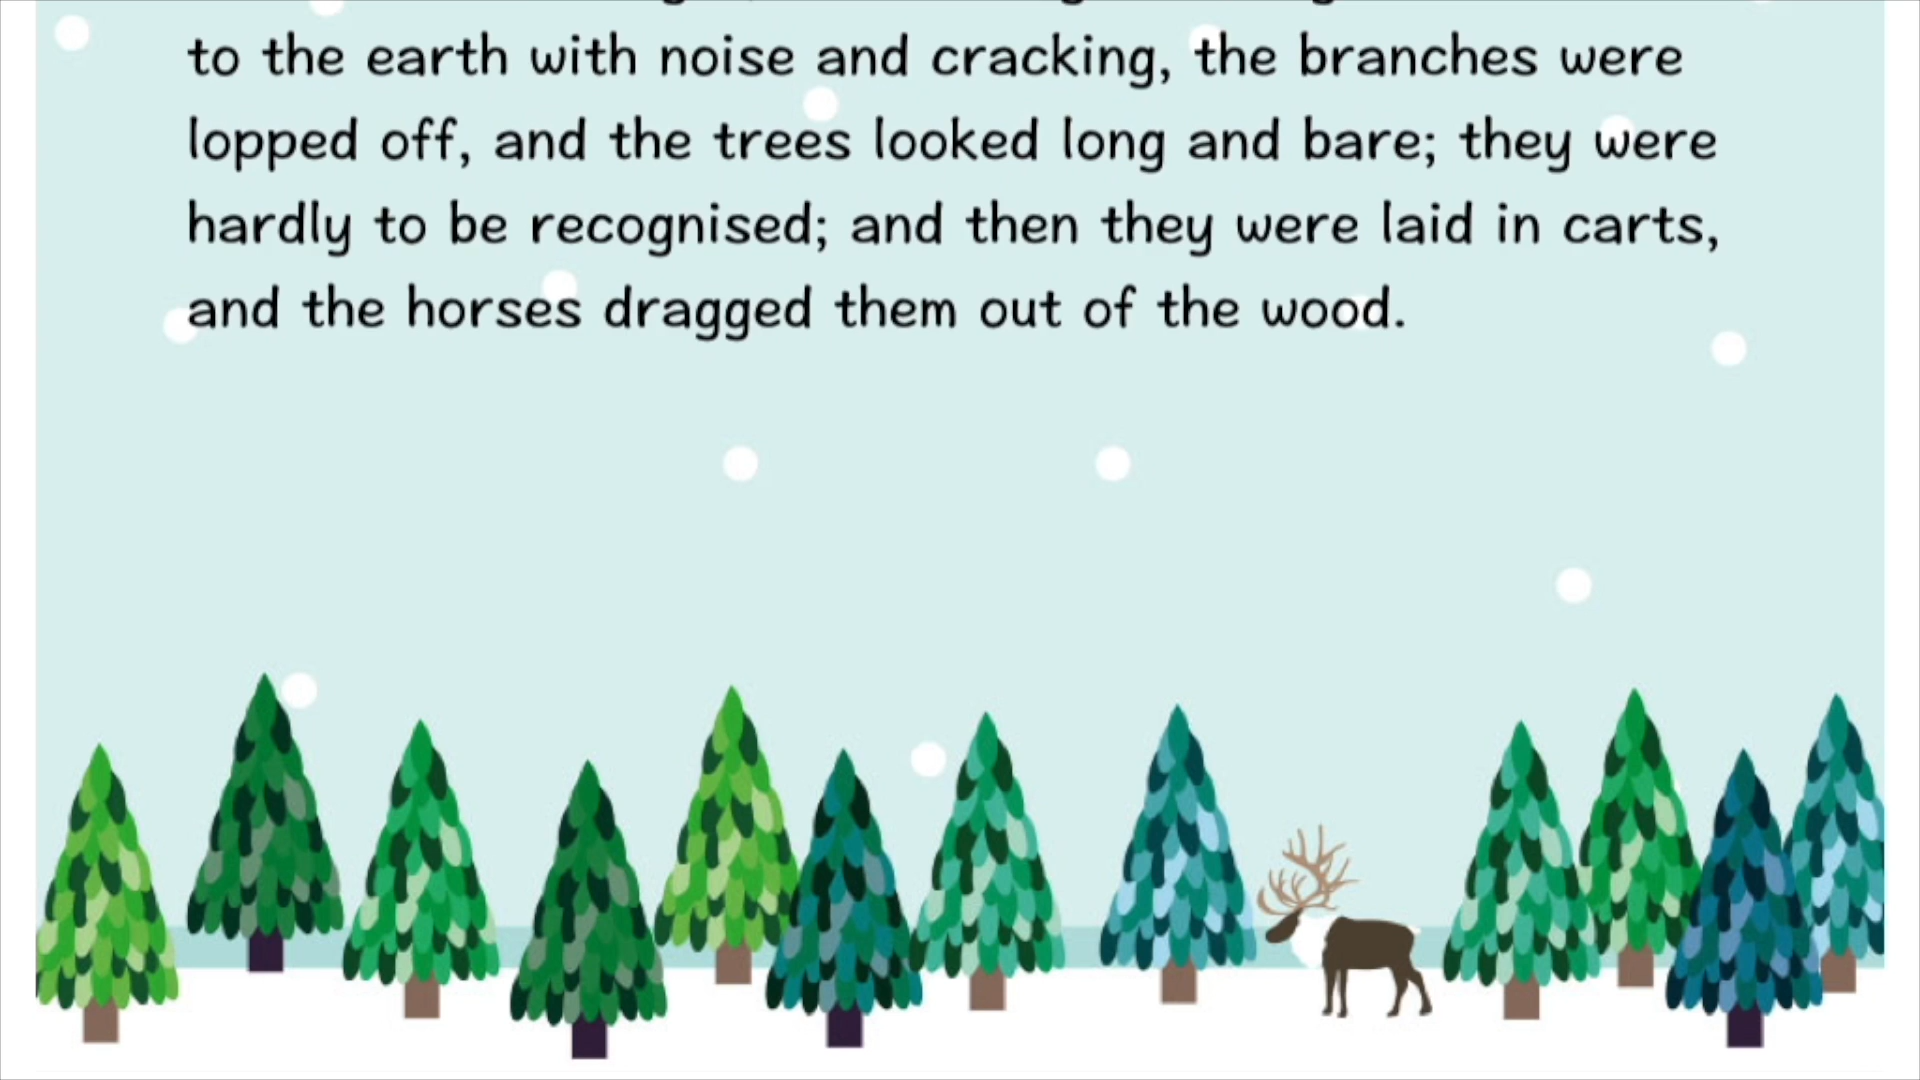 to the earth with noise and cracking, the branches were
lopped off, and the trees looked long and bare; they were
hardly to be recognised; and then they were laid in carts,
and the horses dragged them out of the wood.